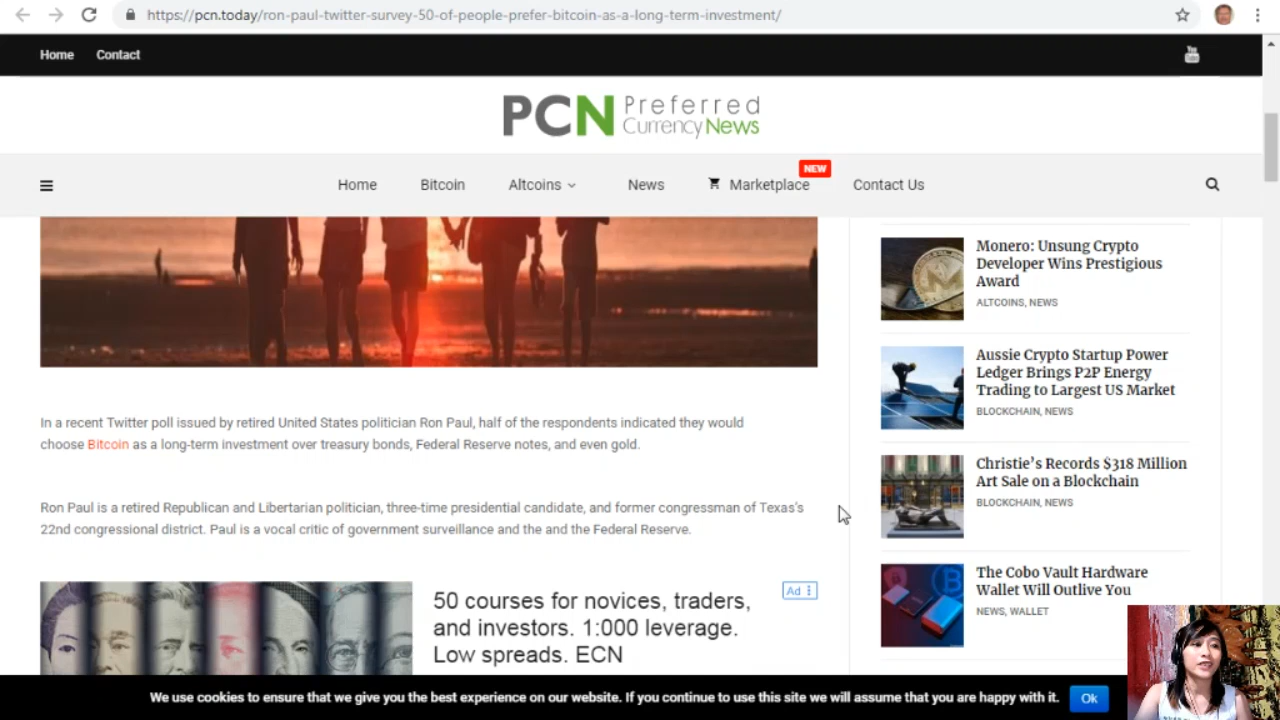 https://pcn.today/ron-paul-twitter-survey-50-of-people-prefer-bitcoin-as-a-long-term-investment/
Home Contact
You Tube
PCN Preferred
Currency News
Home Bitcoin Altcoins News Marketplace NEW Contact Us
In a recent Twitter poll issued by retired United States politician Ron Paul, half of the respondents indicated they would
choose Bitcoin as a long-term investment over treasury bonds, Federal Reserve notes, and even gold.
Ron Paul is a retired Republican and Libertarian politician, three-time presidential candidate, and former congressman of Texas's
22nd congressional district. Paul is a vocal critic of government surveillance and the and the Federal Reserve.
Ad
50 courses for novices, traders,
and investors. 1:000 leverage.
Low spreads. ECN
Monero: Unsung Crypto
Developer Wins Prestigious
Award
ALTCOINS, NEWS
Aussie Crypto Startup Power
Ledger Brings P2P Energy
Trading to Largest US Market
BLOCKCHAIN, NEWS
Christie's Records $318 Million
Art Sale on a Blockchain
BLOCKCHAIN, NEWS
The Cobo Vault Hardware
Wallet Will Outlive You
NEWS, WALLET
We use cookies to ensure that we give you the best experience on our website. If you continue to use this site we will assume that you are happy with it. Ok